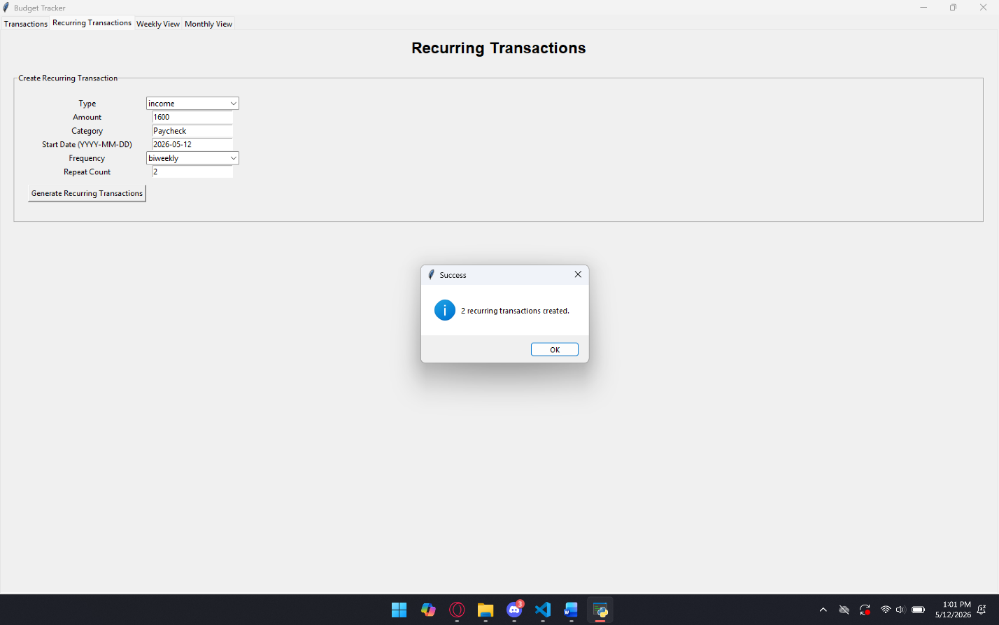 Budget Tracker
Transactions Recurring Transactions Weekly View Monthly View
Recurring Transactions
Create Recurring Transaction
Type income
Amount 1600
Category Paycheck
Start Date (YYYY-MM-DD) 2026-05-12
Frequency biweekly
Repeat Count 2
Generate Recurring Transactions
Success
2 recurring transactions created.
OK
3
1:01 PM
5/12/2026